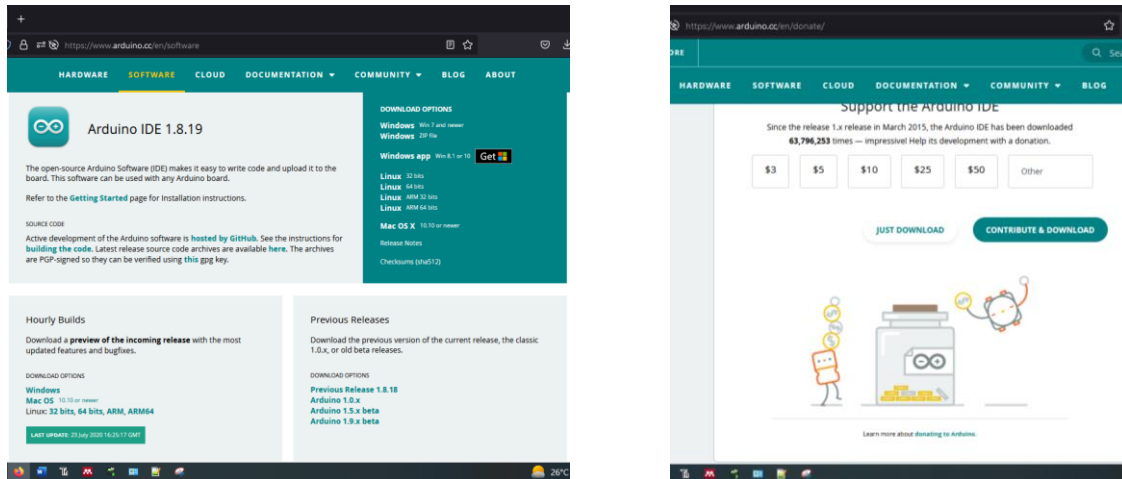 https://www.arduino.cc/en/software
HARDWARE SOFTWARE CLOUD DOCUMENTATION COMMUNITY BLOG ABOUT
Arduino IDE 1.8.19
The open-source Arduino Software (IDE) makes it easy to write code and upload it to the
board. This software can be used with any Arduino board.
Refer to the Getting Started page for Installation instructions.
SOURCE CODE
Active development of the Arduino software is hosted by GitHub. See the instructions for
building the code. Latest release source code archives are available here. The archives
are PGP-signed so they can be verified using this gpg key.
DOWNLOAD OPTIONS
Windows Win 7 and newer
Windows ZIP file
Windows app Win 8.1 or 10 Get
Linux 32 bits
Linux 64 bits
Linux ARM 32 bits
Linux ARM 64 bits
Mac OS X 10.10 or newer
Release Notes
Checksums (sha512)
Hourly Builds
Download a preview of the incoming release with the most
updated features and bugfixes.
DOWNLOAD OPTIONS
Windows
Mac OS 10.10 or newer
Linux: 32 bits, 64 bits, ARM, ARM64
LAST UPDATE: 23 July 2020 16:25:17 GMT
Previous Releases
Download the previous version of the current release, the classic
1.0.x, or old beta releases.
DOWNLOAD OPTIONS
Previous Release 1.8.18
Arduino 1.0.x
Arduino 1.5.x beta
Arduino 1.9.x beta
26°C
https://www.arduino.cc/en/donate/
ORE
Sea
HARDWARE SOFTWARE CLOUD DOCUMENTATION COMMUNITY BLOG
Support the Arduino IDE
Since the release 1.x release in March 2015, the Arduino IDE has been downloaded
63,796,253 times — impressive! Help its development with a donation.
$3 $5 $10 $25 $50 Other
JUST DOWNLOAD CONTRIBUTE & DOWNLOAD
Learn more about donating to Arduino.